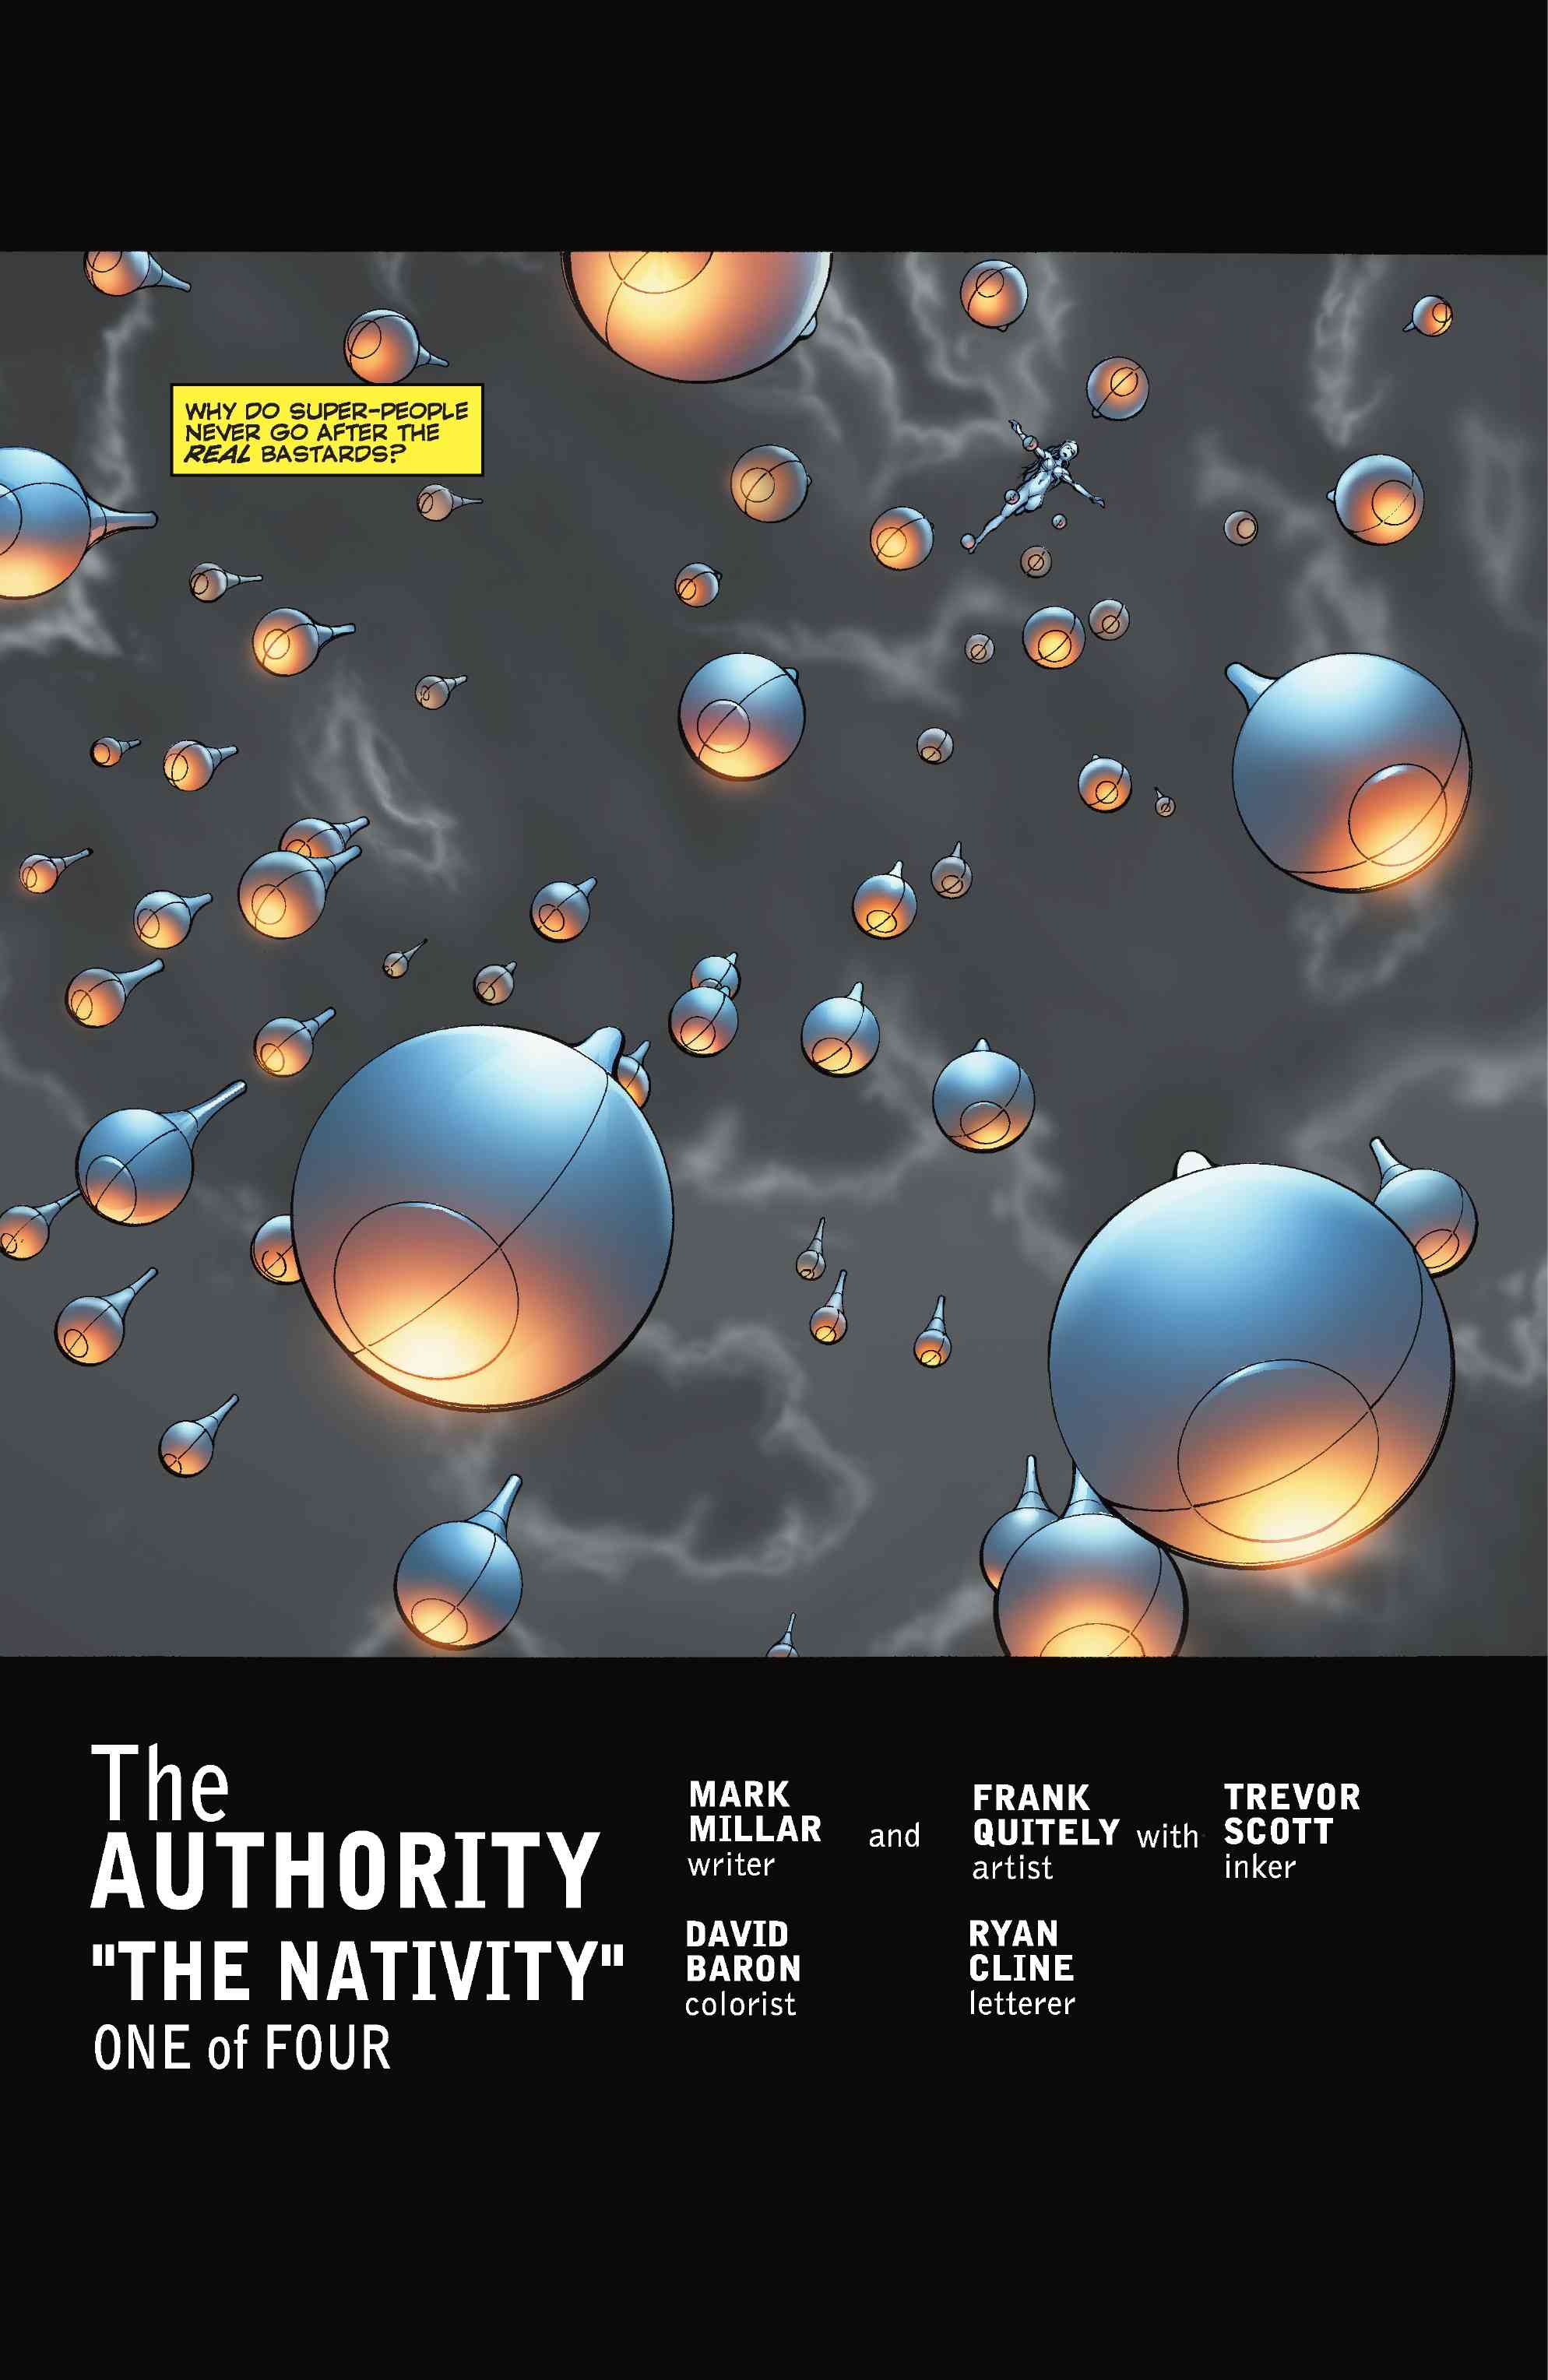 WHY DO SUPER-PEOPLE
NEVER GO AFTER THE
REAL BASTARDS?
The
AUTHORITY
"THE NATIVITY"
ONE of FOUR
MARK
MILLAR
writer
and
FRANK
QUITELY
artist
with
TREVOR
SCOTT
inker
DAVID
BARON
colorist
RYAN
CLINE
letterer